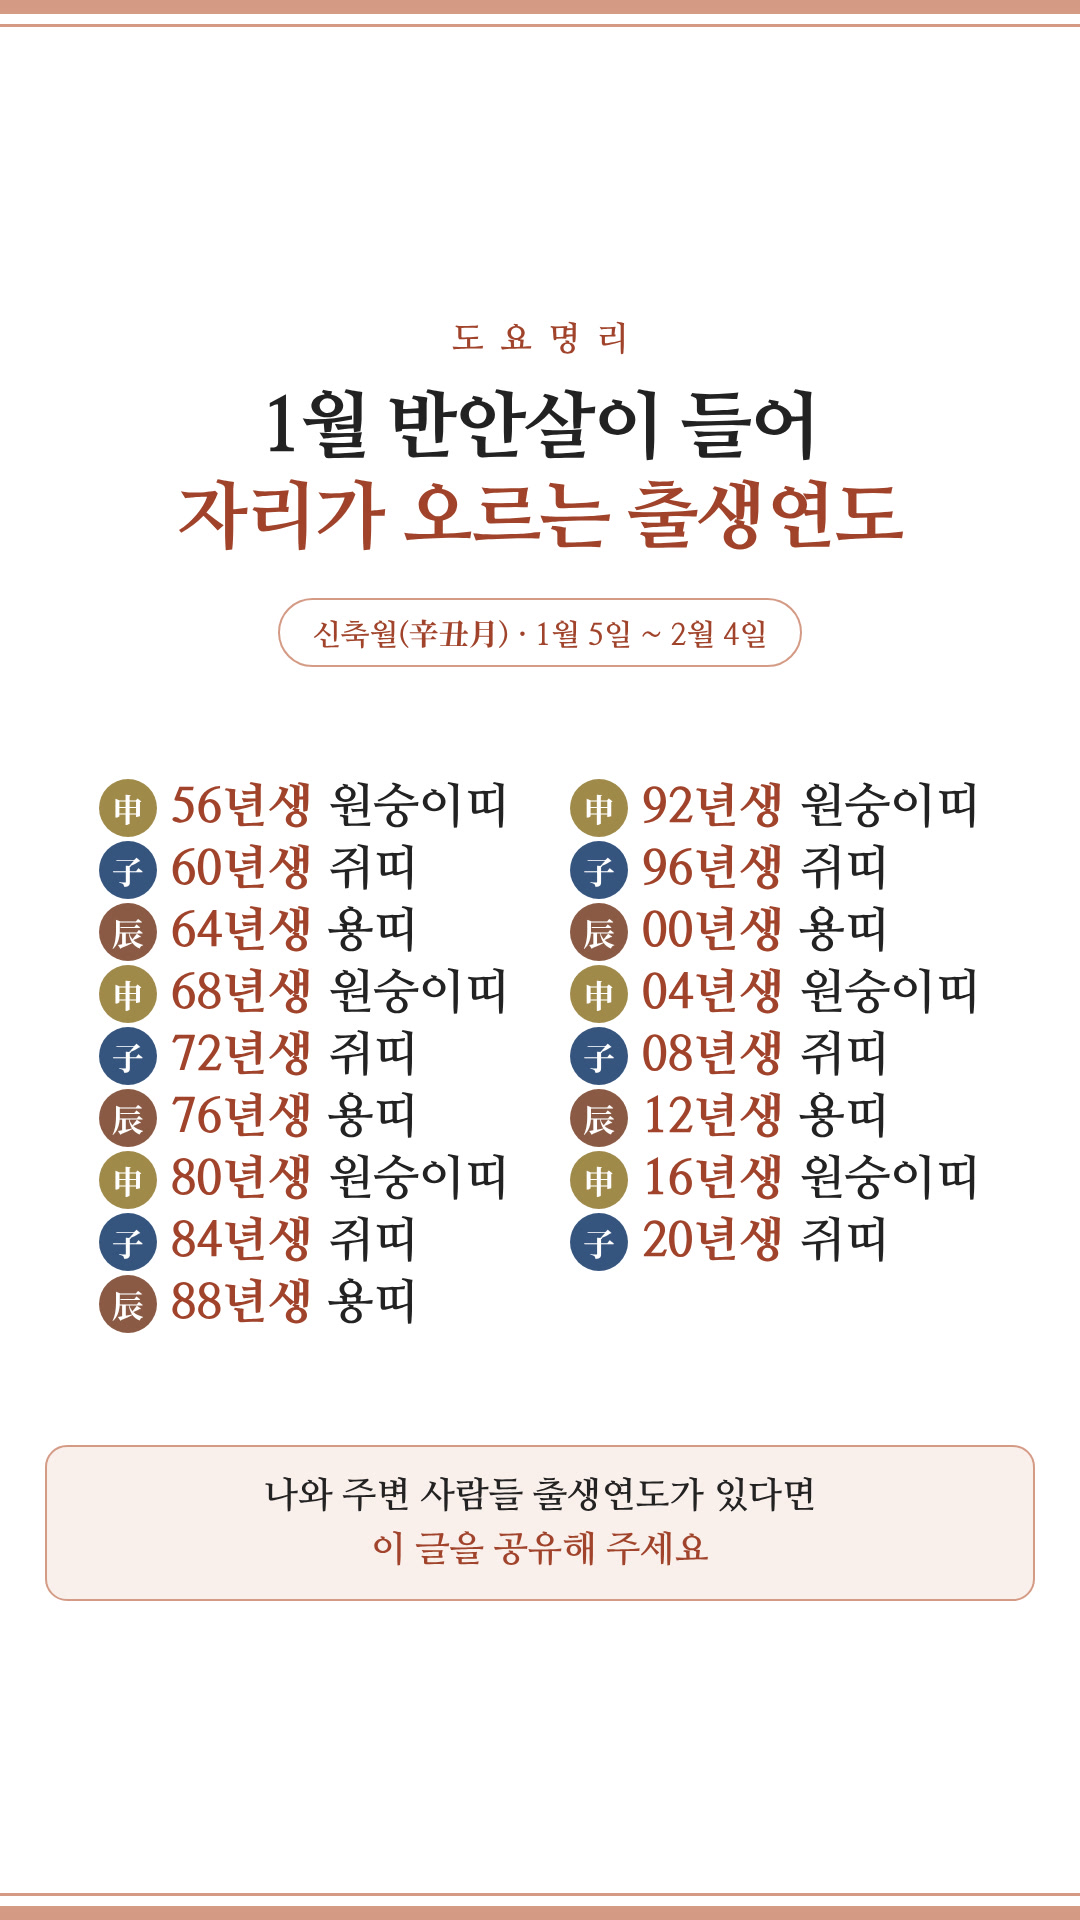 도요명리
1월 반안살이 들어
자리가 오르는 출생연도
신축월(辛丑月) · 1월 5일 ~ 2월 4일
申 56년생 원숭이띠
子 60년생 쥐띠
辰 64년생 용띠
申 68년생 원숭이띠
子 72년생 쥐띠
辰 76년생 용띠
申 80년생 원숭이띠
子 84년생 쥐띠
辰 88년생 용띠
申 92년생 원숭이띠
子 96년생 쥐띠
辰 00년생 용띠
申 04년생 원숭이띠
子 08년생 쥐띠
辰 12년생 용띠
申 16년생 원숭이띠
子 20년생 쥐띠
나와 주변 사람들 출생연도가 있다면
이 글을 공유해 주세요